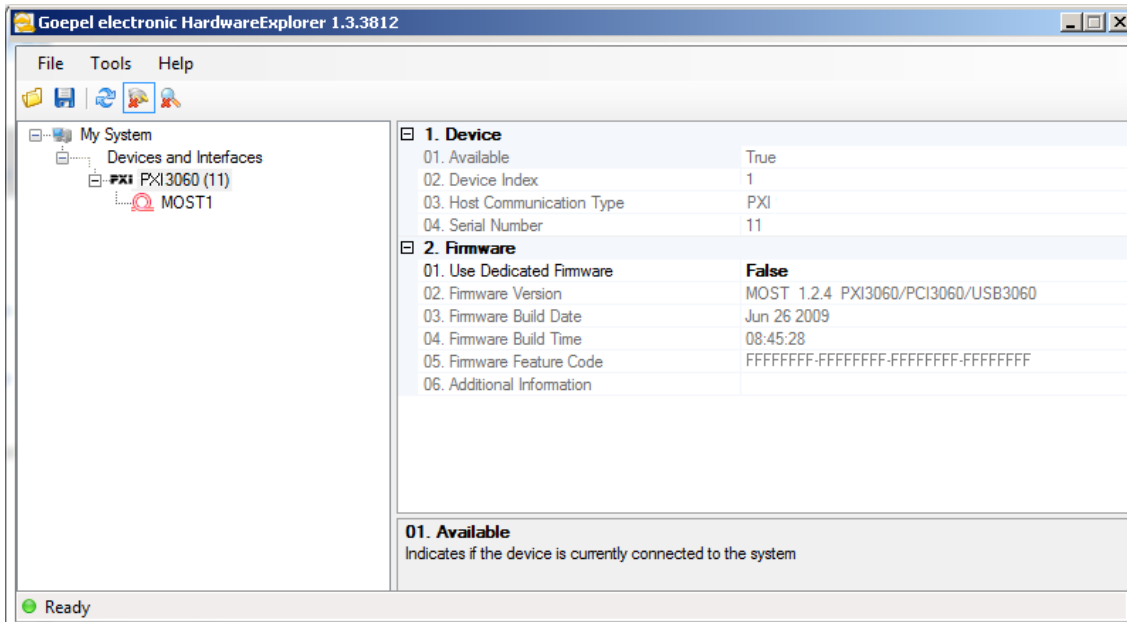 Goepel electronic HardwareExplorer 1.3.3812
File Tools Help
My System
Devices and Interfaces
PXI PXI3060 (11)
MOST1
1. Device
01. Available True
02. Device Index 1
03. Host Communication Type PXI
04. Serial Number 11
2. Firmware
01. Use Dedicated Firmware False
02. Firmware Version MOST 1.2.4 PXI3060/PCI3060/USB3060
03. Firmware Build Date Jun 26 2009
04. Firmware Build Time 08:45:28
05. Firmware Feature Code FFFFFFFF-FFFFFFFF-FFFFFFFF-FFFFFFFF
06. Additional Information
01. Available
Indicates if the device is currently connected to the system
Ready